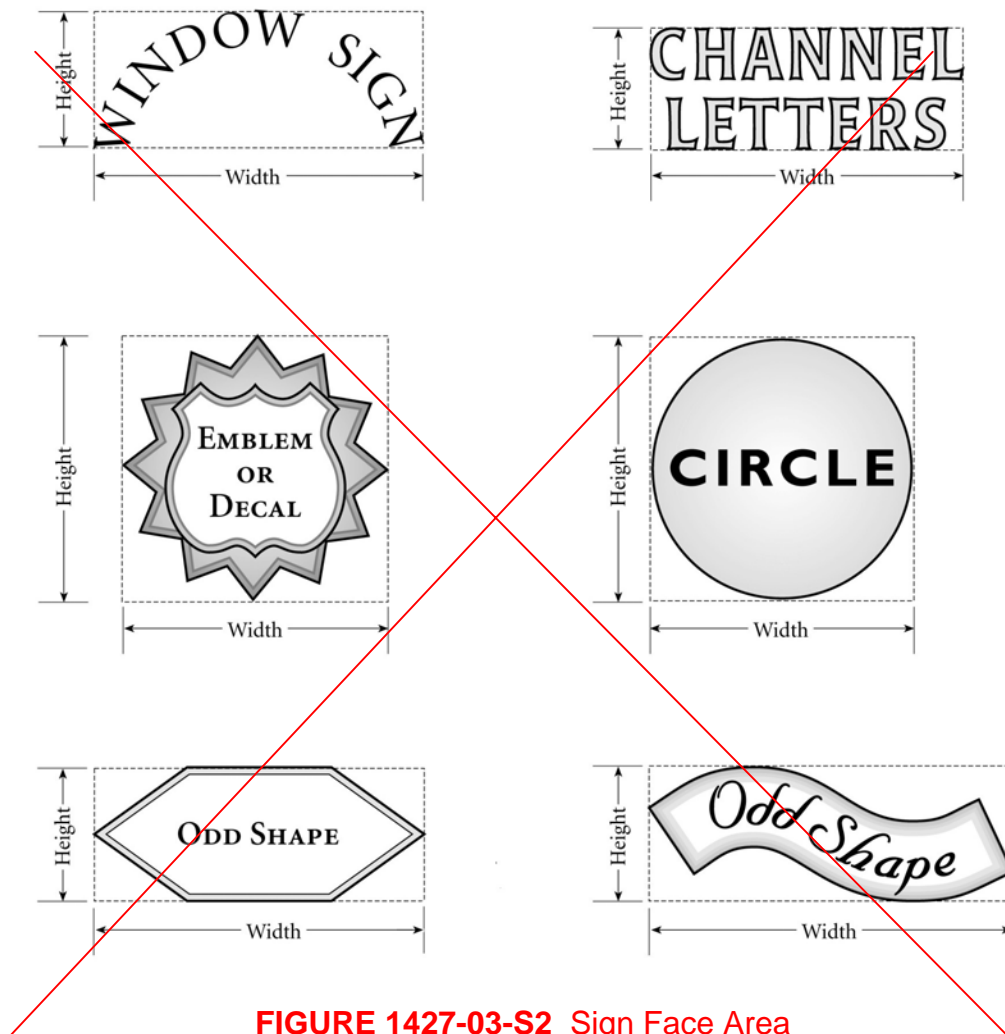 WINDOW SIGN
Height
Width
CHANNEL
LETTERS
Height
Width
EMBLEM
OR
DECAL
Height
Width
CIRCLE
Height
Width
ODD SHAPE
Height
Width
Odd Shape
Height
Width
FIGURE 1427-03-S2 Sign Face Area